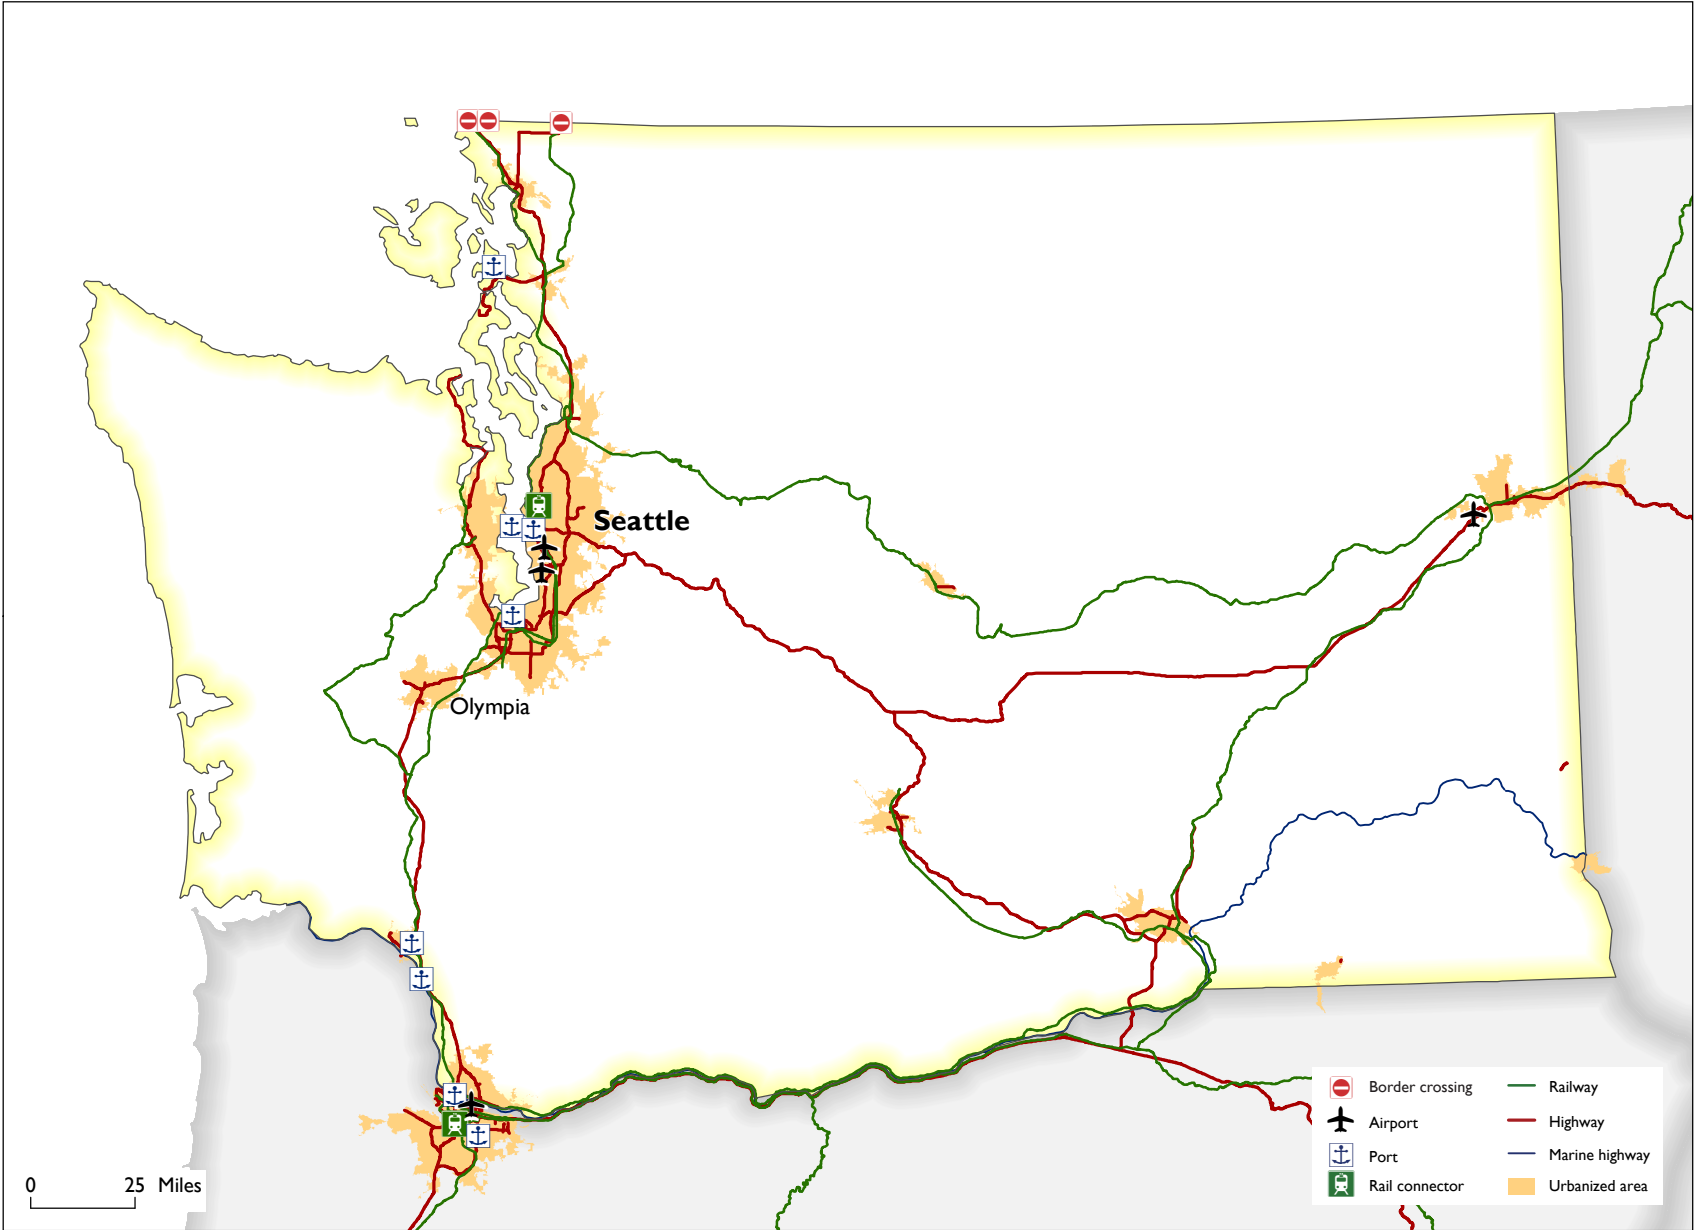 Seattle
Olympia
0 25 Miles
Border crossing
Airport
Port
Rail connector
Railway
Highway
Marine highway
Urbanized area